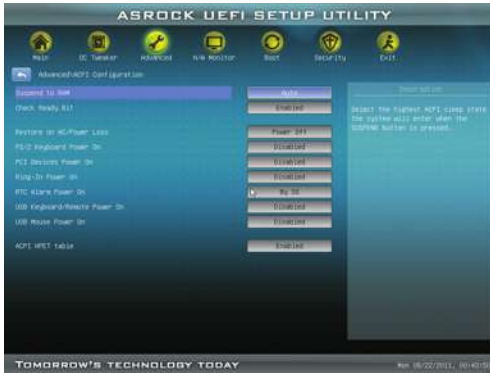 ASROCK UEFI SETUP UTILITY
Main
OC Tweaker
Advanced
H/W Monitor
Boot
Security
Exit
Advanced\ACPI Configuration
Description
Suspend to RAM
Auto
Check Ready Bit
Enabled
Select the highest ACPI sleep state
the system will enter when the
SUSPEND button is pressed.
Restore on AC/Power Loss
Power Off
PS/2 Keyboard Power On
Disabled
PCI Devices Power On
Disabled
Ring-In Power On
Disabled
RTC Alarm Power On
By OS
USB Keyboard/Remote Power On
Disabled
USB Mouse Power On
Disabled
ACPI HPET table
Enabled
TOMORROW'S TECHNOLOGY TODAY
Mon